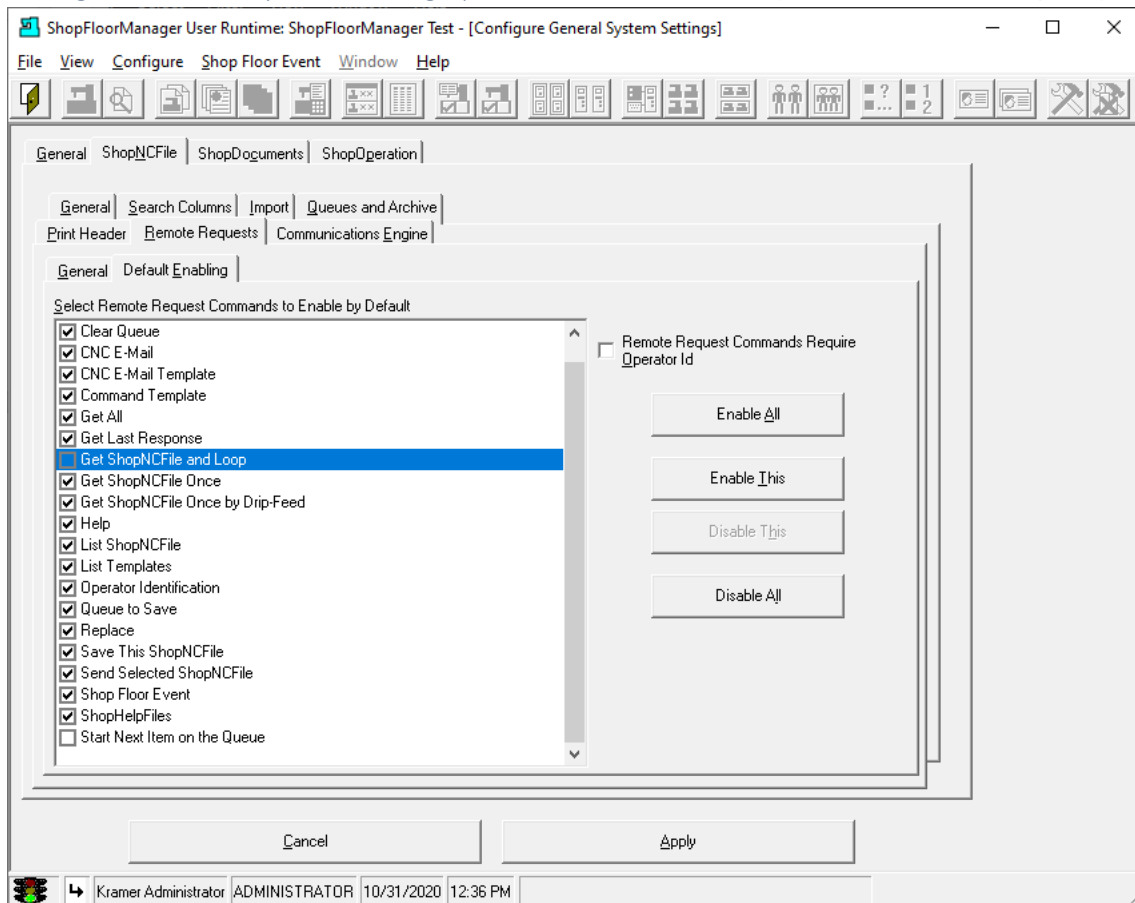 ShopFloorManager User Runtime: ShopFloorManager Test - [Configure General System Settings]
File View Configure Shop Floor Event Window Help
General ShopNCFile ShopDocuments ShopOperation
General Search Columns Import Queues and Archive
Print Header Remote Requests Communications Engine
General Default Enabling
Select Remote Request Commands to Enable by Default
Clear Queue
CNC E-Mail
CNC E-Mail Template
Command Template
Get All
Get Last Response
Get ShopNCFile and Loop
Get ShopNCFile Once
Get ShopNCFile Once by Drip-Feed
Help
List ShopNCFile
List Templates
Operator Identification
Queue to Save
Replace
Save This ShopNCFile
Send Selected ShopNCFile
Shop Floor Event
ShopHelpFiles
Start Next Item on the Queue
Remote Request Commands Require
Operator Id
Enable All
Enable This
Disable This
Disable All
Cancel Apply
Kramer Administrator ADMINISTRATOR 10/31/2020 12:36 PM